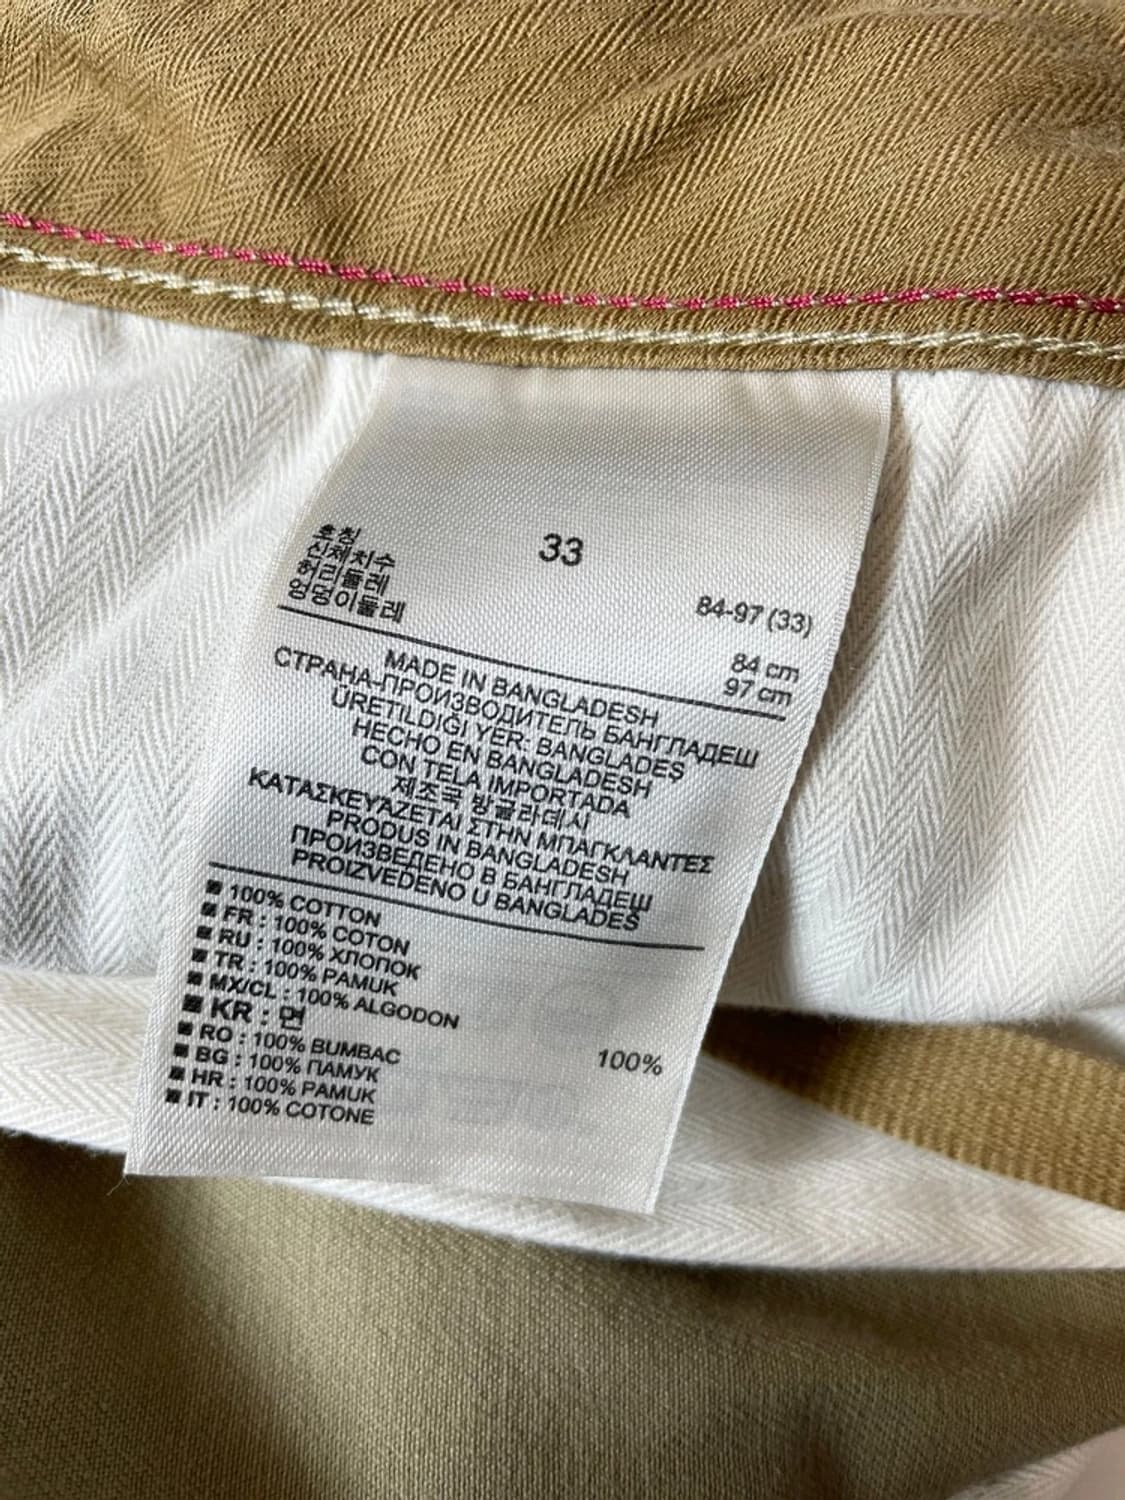 호칭 33
신체치수 84-97 (33)
허리둘레 84 cm
엉덩이둘레 97 cm
MADE IN BANGLADESH
СТРАНА-ПРОИЗВОДИТЕЛЬ БАНГЛАДЕШ
ÜRETILDIĞI YER: BANGLADEŞ
HECHO EN BANGLADESH
CON TELA IMPORTADA
제조국 방글라데시
ΚΑΤΑΣΚΕΥΆΖΕΤΑΙ ΣΤΗΝ ΜΠΑΓΚΛΑΝΤΕΣ
PRODUS IN BANGLADESH
ПРОИЗВЕДЕНО В БАНГЛАДЕШ
PROIZVEDENO U BANGLADEŠ
■ 100% COTTON
■ FR : 100% COTON
■ RU : 100% ХЛОПОК
■ TR : 100% PAMUK
■ MX/CL : 100% ALGODON
■ KR : 면 100%
■ RO : 100% BUMBAC
■ BG : 100% ПАМУК
■ HR : 100% PAMUK
■ IT : 100% COTONE